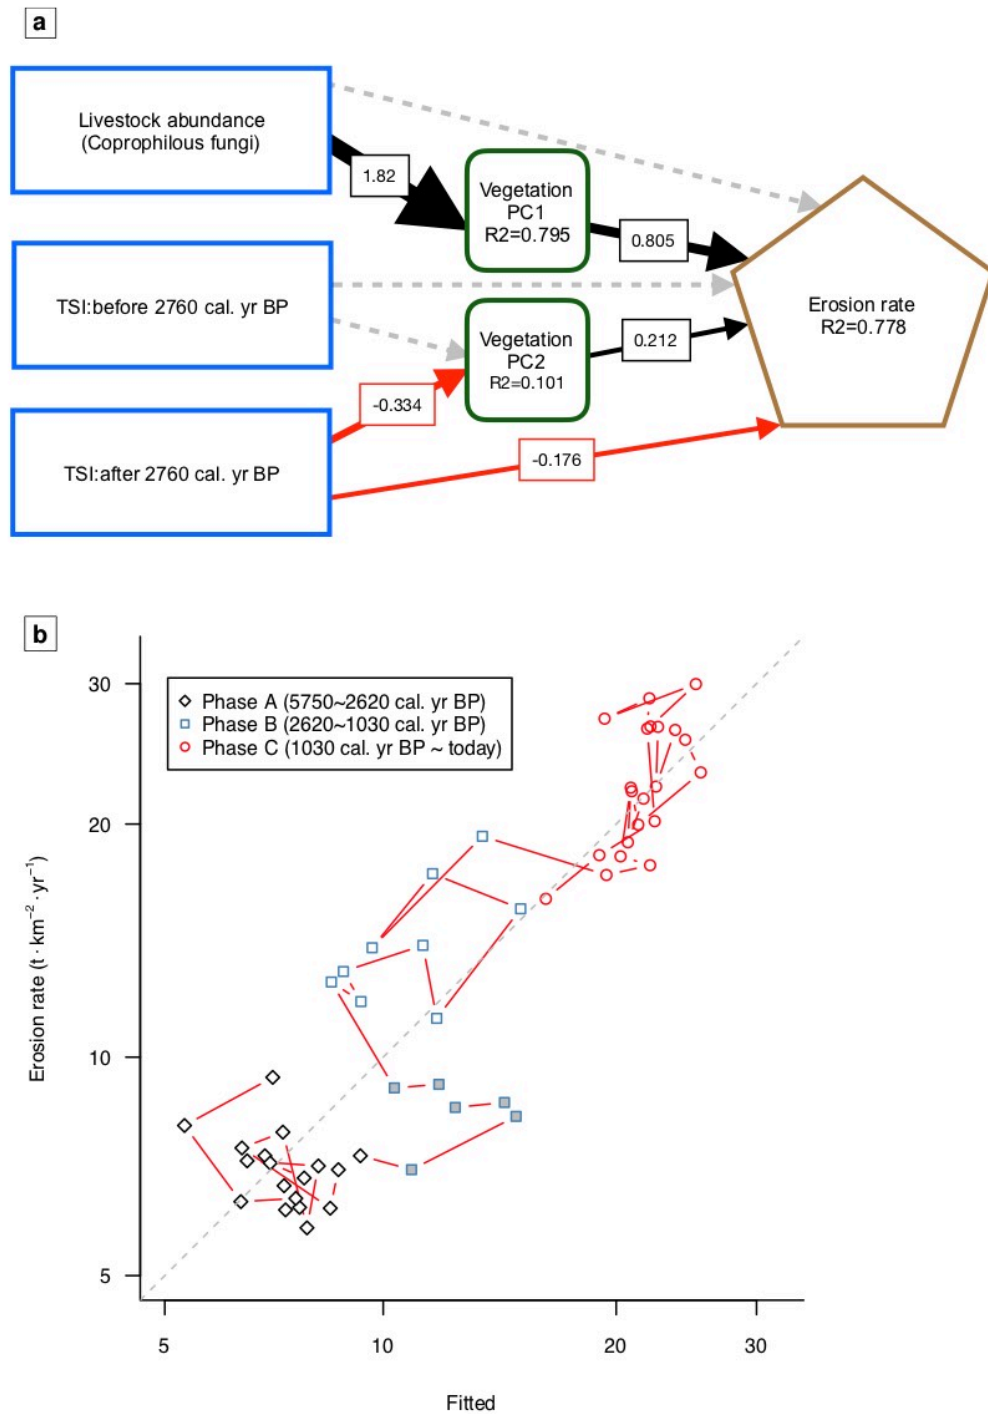 a
Livestock abundance
(Coprophilous fungi)
1.82
Vegetation
PC1
R2=0.795
0.805
TSI:before 2760 cal. yr BP
Vegetation
PC2
R2=0.101
0.212
Erosion rate
R2=0.778
-0.334
TSI:after 2760 cal. yr BP
-0.176
b
30
20
10
5
Erosion rate (t · km⁻² · yr⁻¹)
Phase A (5750~2620 cal. yr BP)
Phase B (2620~1030 cal. yr BP)
Phase C (1030 cal. yr BP ~ today)
5
10
20
30
Fitted